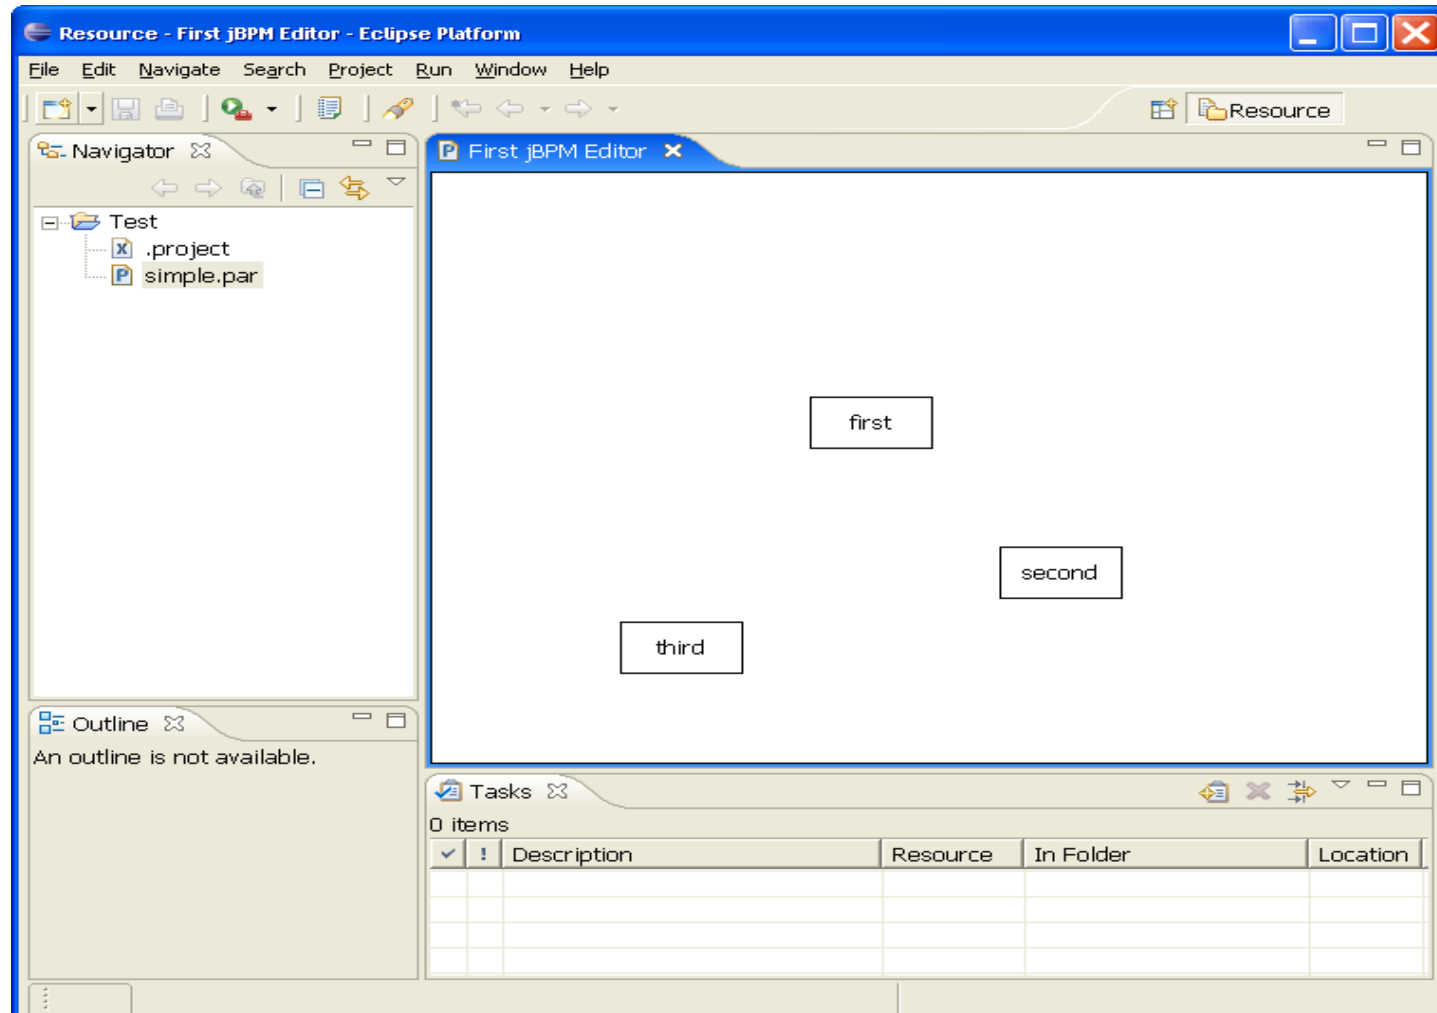 Resource - First jBPM Editor - Eclipse Platform
File Edit Navigate Search Project Run Window Help
Resource
Navigator
First jBPM Editor
Test
.project
simple.par
first
second
third
Outline
An outline is not available.
Tasks
0 items
! Description Resource In Folder Location